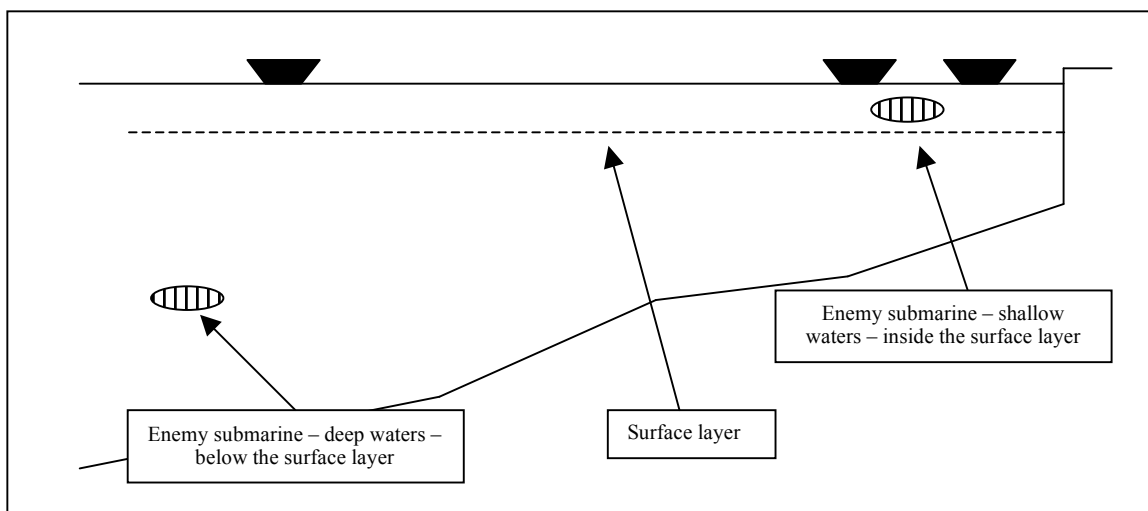 Enemy submarine – shallow
waters – inside the surface layer
Surface layer
Enemy submarine – deep waters –
below the surface layer